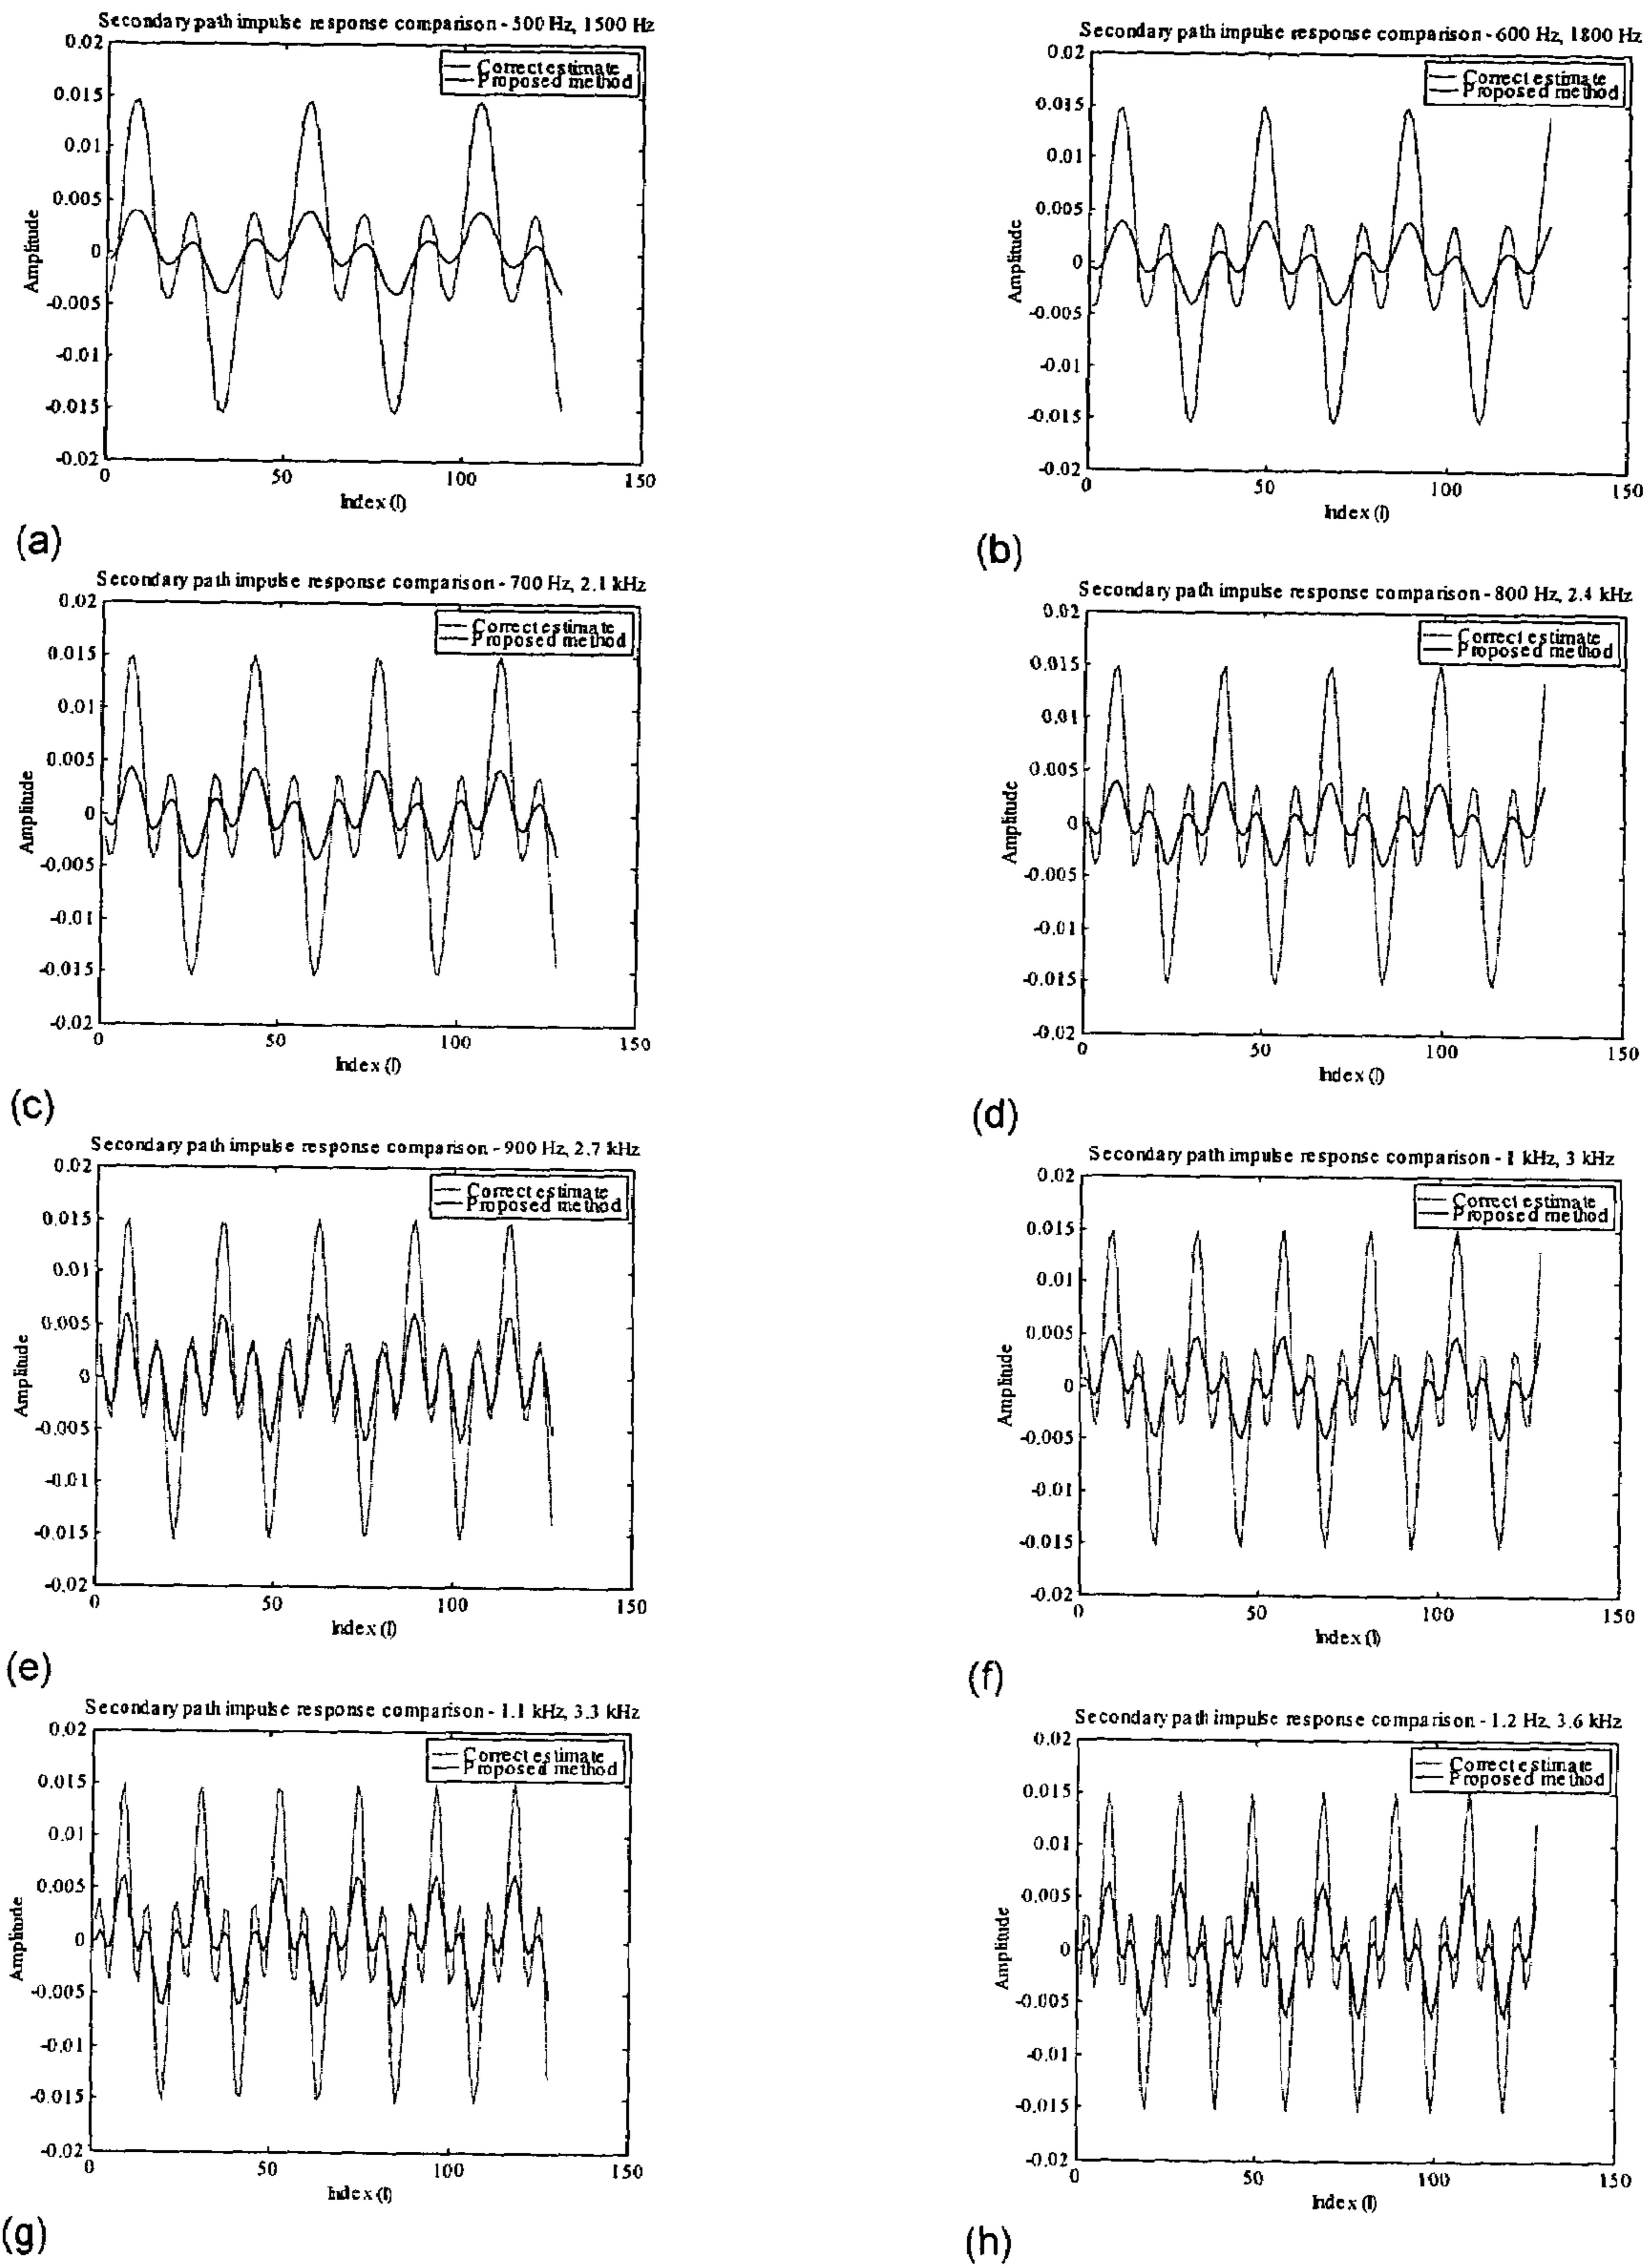 Secondary path impulse response comparison - 500 Hz, 1500 Hz
0.02
0.015
0.01
0.005
0
-0.005
-0.01
-0.015
-0.02
Amplitude
Correct estimate
Proposed method
0
50
100
150
Index (l)
(a)
Secondary path impulse response comparison - 600 Hz, 1800 Hz
0.02
0.015
0.01
0.005
0
-0.005
-0.01
-0.015
-0.02
Amplitude
Correct estimate
Proposed method
0
50
100
150
Index (l)
(b)
Secondary path impulse response comparison - 700 Hz, 2.1 kHz
0.02
0.015
0.01
0.005
0
-0.005
-0.01
-0.015
-0.02
Amplitude
Correct estimate
Proposed method
0
50
100
150
Index (l)
(c)
Secondary path impulse response comparison - 800 Hz, 2.4 kHz
0.02
0.015
0.01
0.005
0
-0.005
-0.01
-0.015
-0.02
Amplitude
Correct estimate
Proposed method
0
50
100
150
Index (l)
(d)
Secondary path impulse response comparison - 900 Hz, 2.7 kHz
0.02
0.015
0.01
0.005
0
-0.005
-0.01
-0.015
-0.02
Amplitude
Correct estimate
Proposed method
0
50
100
150
Index (l)
(e)
Secondary path impulse response comparison - 1 kHz, 3 kHz
0.02
0.015
0.01
0.005
0
-0.005
-0.01
-0.015
-0.02
Amplitude
Correct estimate
Proposed method
0
50
100
150
Index (l)
(f)
Secondary path impulse response comparison - 1.1 kHz, 3.3 kHz
0.02
0.015
0.01
0.005
0
-0.005
-0.01
-0.015
-0.02
Amplitude
Correct estimate
Proposed method
0
50
100
150
Index (l)
(g)
Secondary path impulse response comparison - 1.2 Hz, 3.6 kHz
0.02
0.015
0.01
0.005
0
-0.005
-0.01
-0.015
-0.02
Amplitude
Correct estimate
Proposed method
0
50
100
150
Index (l)
(h)